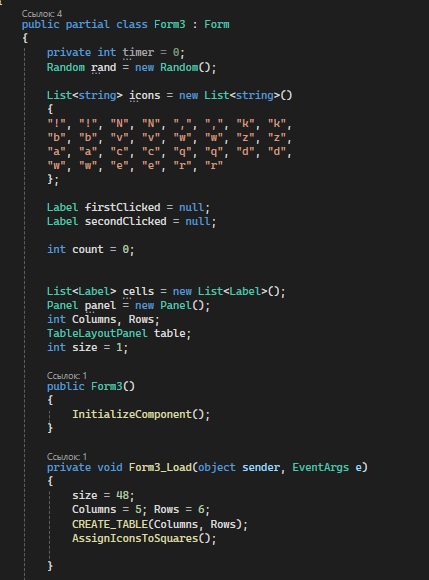 Ссылок: 4
public partial class Form3 : Form
{
private int timer = 0;
Random rand = new Random();
List<string> icons = new List<string>()
{
"!", "!", "N", "N", ",", ",", "k", "k",
"b", "b", "v", "v", "w", "w", "z", "z",
"a", "a", "c", "c", "q", "q", "d", "d",
"w", "w", "e", "e", "r", "r"
};
Label firstClicked = null;
Label secondClicked = null;
int count = 0;
List<Label> cells = new List<Label>();
Panel panel = new Panel();
int Columns, Rows;
TableLayoutPanel table;
int size = 1;
Ссылок: 1
public Form3()
{
InitializeComponent();
}
Ссылок: 1
private void Form3_Load(object sender, EventArgs e)
{
size = 48;
Columns = 5; Rows = 6;
CREATE_TABLE(Columns, Rows);
AssignIconsToSquares();
}